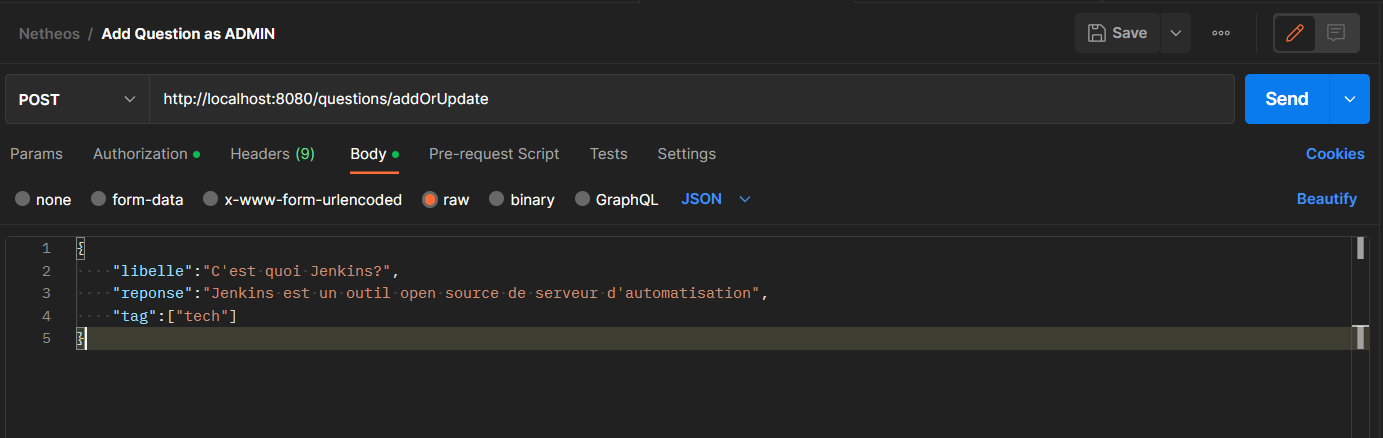 Netheos / Add Question as ADMIN
Save
POST
http://localhost:8080/questions/addOrUpdate
Send
Params Authorization Headers (9) Body Pre-request Script Tests Settings Cookies
none form-data x-www-form-urlencoded raw binary GraphQL JSON Beautify
1 {
2 "libelle":"C'est quoi Jenkins?",
3 "reponse":"Jenkins est un outil open source de serveur d'automatisation",
4 "tag":["tech"]
5 }